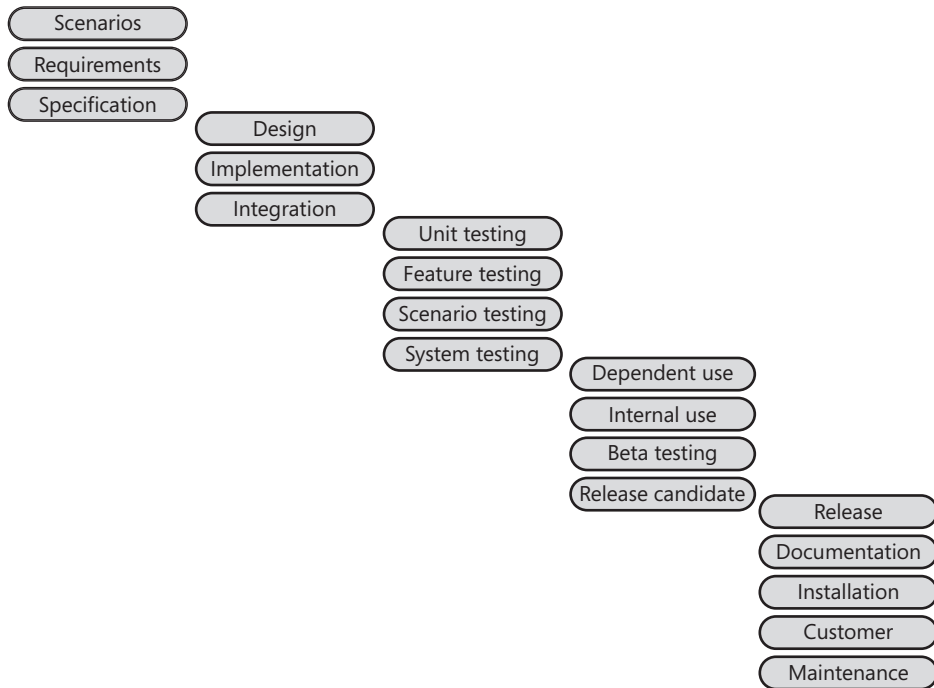 Scenarios
Requirements
Specification
Design
Implementation
Integration
Unit testing
Feature testing
Scenario testing
System testing
Dependent use
Internal use
Beta testing
Release candidate
Release
Documentation
Installation
Customer
Maintenance